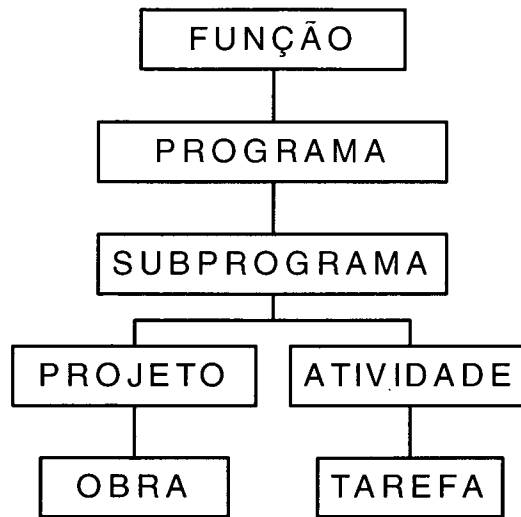 FUNÇÃO
PROGRAMA
SUBPROGRAMA
PROJETO ATIVIDADE
OBRA TAREFA